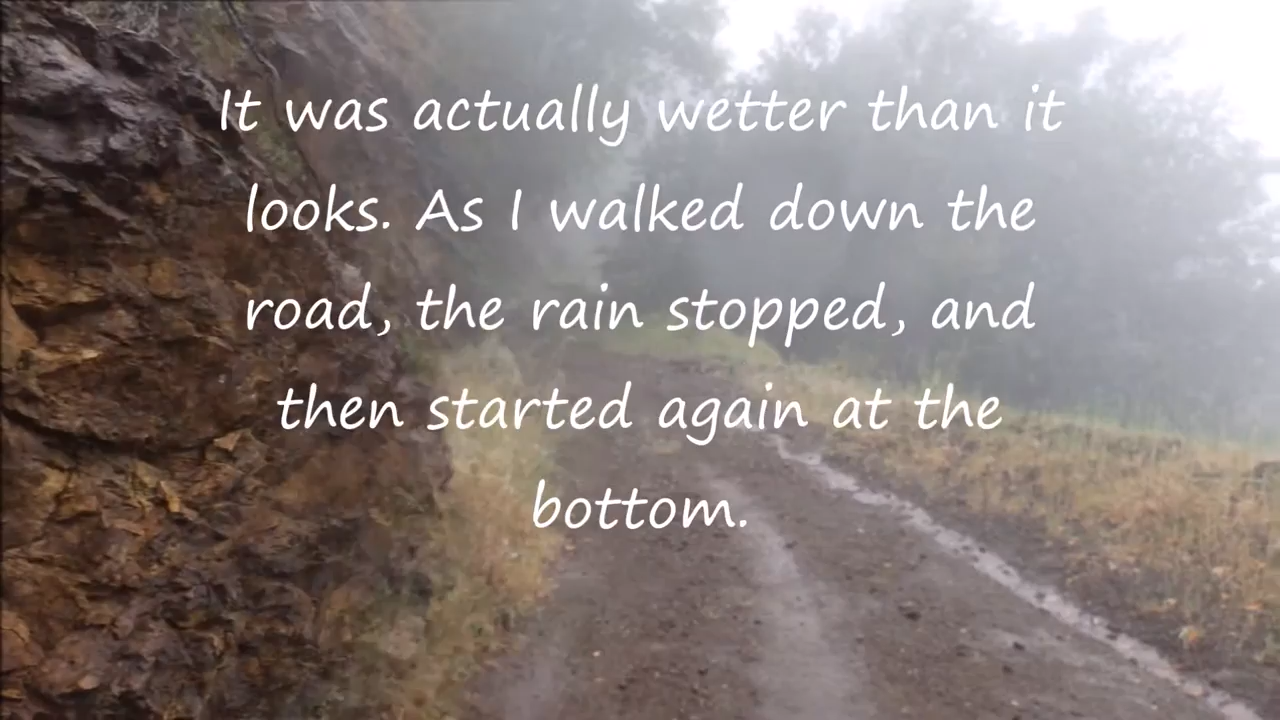 It was actually wetter than it
looks. As I walked down the
road, the rain stopped, and
then started again at the
bottom.